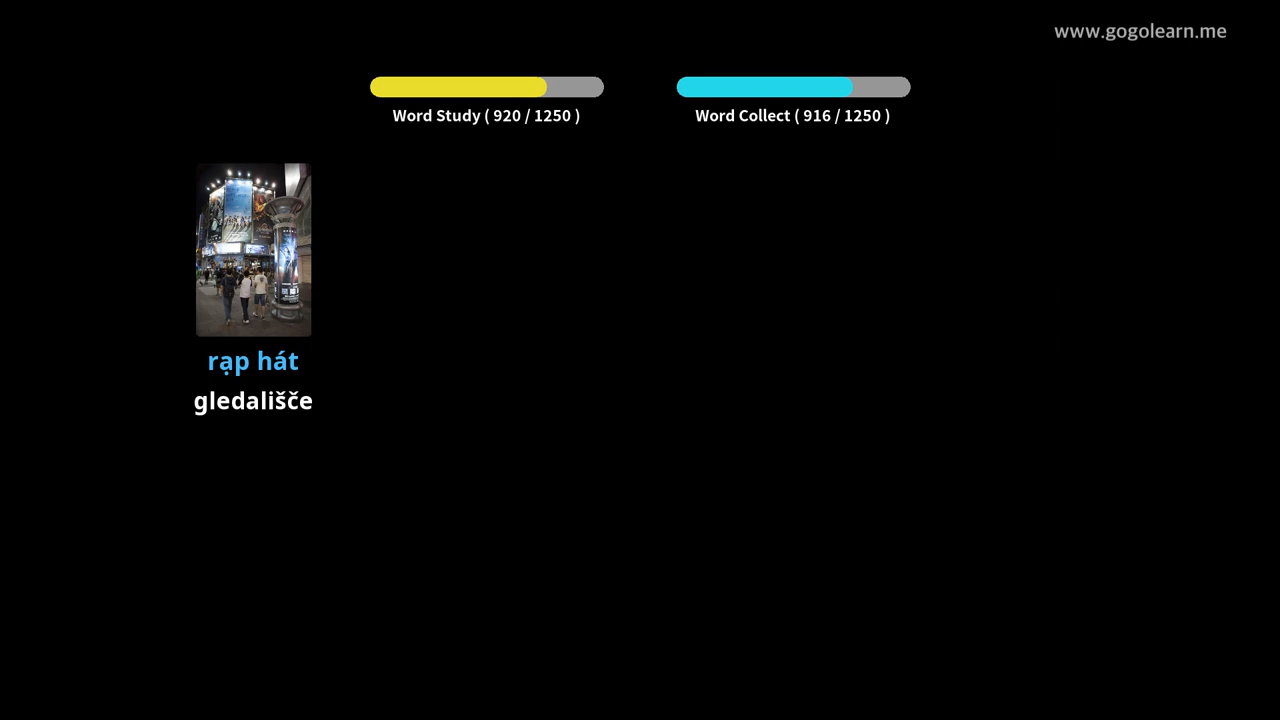 www.gogolearn.me
Word Study ( 920 / 1250 )
Word Collect ( 916 / 1250 )
rạp hát
gledališče